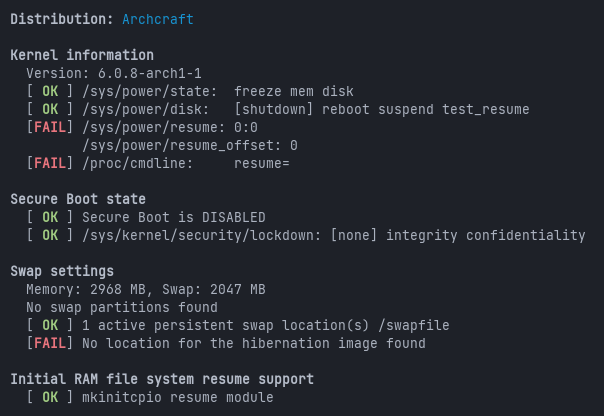 Distribution: Archcraft
Kernel information
Version: 6.0.8-arch1-1
[ OK ] /sys/power/state:  freeze mem disk
[ OK ] /sys/power/disk:   [shutdown] reboot suspend test_resume
[FAIL] /sys/power/resume: 0:0
/sys/power/resume_offset: 0
[FAIL] /proc/cmdline:     resume=
Secure Boot state
[ OK ] Secure Boot is DISABLED
[ OK ] /sys/kernel/security/lockdown: [none] integrity confidentiality
Swap settings
Memory: 2968 MB, Swap: 2047 MB
No swap partitions found
[ OK ] 1 active persistent swap location(s) /swapfile
[FAIL] No location for the hibernation image found
Initial RAM file system resume support
[ OK ] mkinitcpio resume module